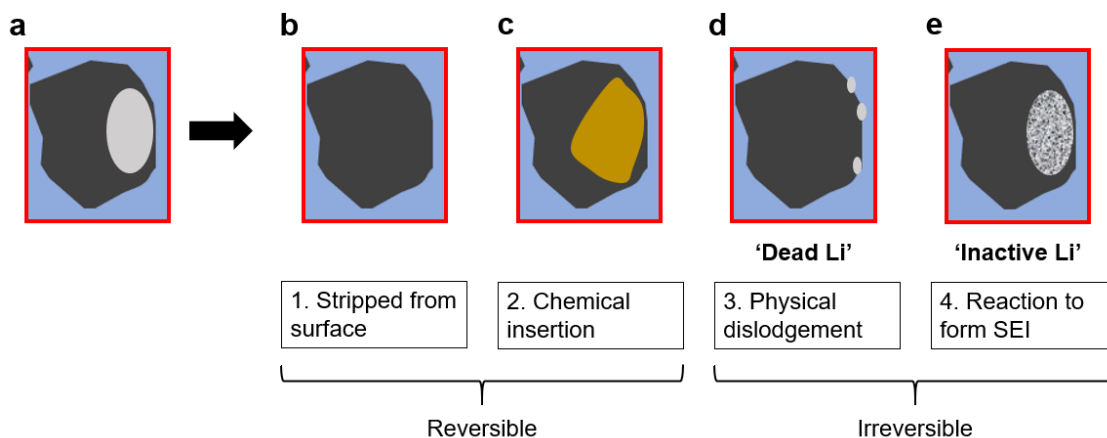 a
b
c
d
e
‘Dead Li’
‘Inactive Li’
1. Stripped from
surface
2. Chemical
insertion
3. Physical
dislodgement
4. Reaction to
form SEI
Reversible
Irreversible